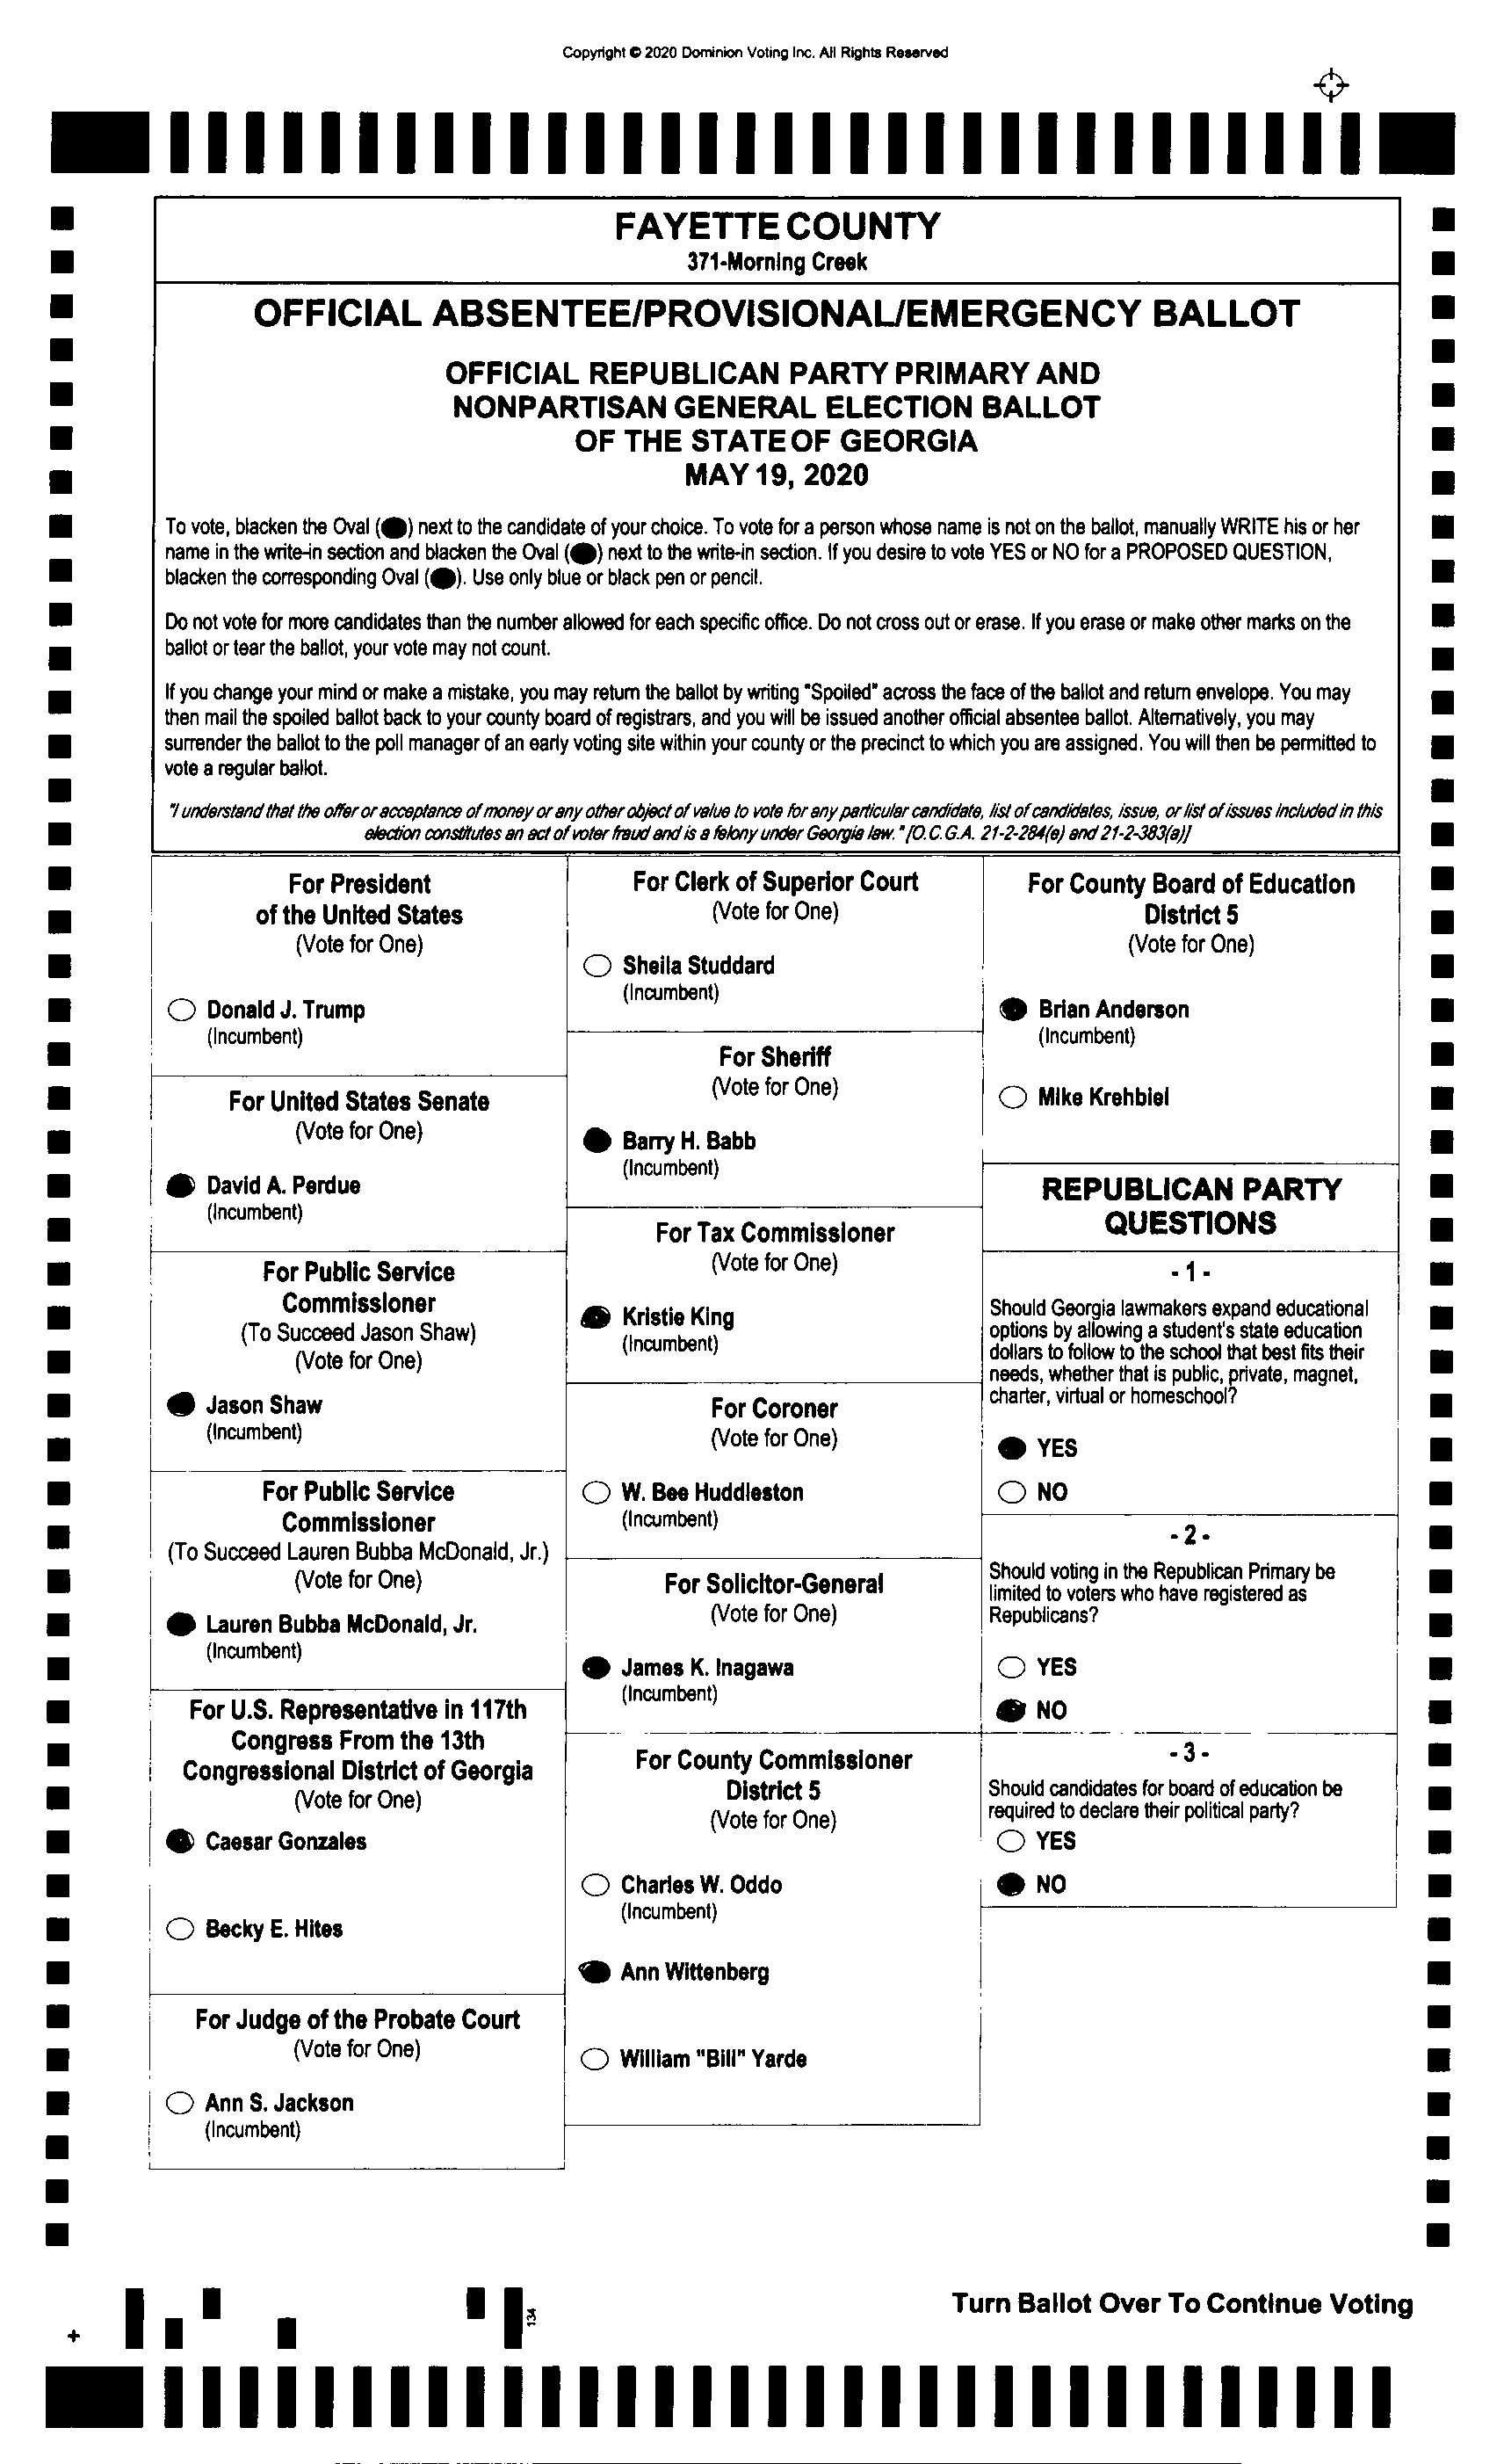 Copyright © 2020 Dominion Voting Inc. All Rights Reserved
FAYETTE COUNTY
371-Morning Creek
OFFICIAL ABSENTEE/PROVISIONAL/EMERGENCY BALLOT
OFFICIAL REPUBLICAN PARTY PRIMARY AND
NONPARTISAN GENERAL ELECTION BALLOT
OF THE STATE OF GEORGIA
MAY 19, 2020
To vote, blacken the Oval (⬬) next to the candidate of your choice. To vote for a person whose name is not on the ballot, manually WRITE his or her
name in the write-in section and blacken the Oval (⬬) next to the write-in section. If you desire to vote YES or NO for a PROPOSED QUESTION,
blacken the corresponding Oval (⬬). Use only blue or black pen or pencil.
Do not vote for more candidates than the number allowed for each specific office. Do not cross out or erase. If you erase or make other marks on the
ballot or tear the ballot, your vote may not count.
If you change your mind or make a mistake, you may return the ballot by writing "Spoiled" across the face of the ballot and return envelope. You may
then mail the spoiled ballot back to your county board of registrars, and you will be issued another official absentee ballot. Alternatively, you may
surrender the ballot to the poll manager of an early voting site within your county or the precinct to which you are assigned. You will then be permitted to
vote a regular ballot.
"I understand that the offer or acceptance of money or any other object of value to vote for any particular candidate, list of candidates, issue, or list of issues included in this
election constitutes an act of voter fraud and is a felony under Georgia law." [O.C.G.A. 21-2-284(e) and 21-2-383(a)]
For President
of the United States
(Vote for One)
Donald J. Trump
(Incumbent)
For United States Senate
(Vote for One)
David A. Perdue
(Incumbent)
For Public Service
Commissioner
(To Succeed Jason Shaw)
(Vote for One)
Jason Shaw
(Incumbent)
For Public Service
Commissioner
(To Succeed Lauren Bubba McDonald, Jr.)
(Vote for One)
Lauren Bubba McDonald, Jr.
(Incumbent)
For U.S. Representative in 117th
Congress From the 13th
Congressional District of Georgia
(Vote for One)
Caesar Gonzales
Becky E. Hites
For Judge of the Probate Court
(Vote for One)
Ann S. Jackson
(Incumbent)
For Clerk of Superior Court
(Vote for One)
Sheila Studdard
(Incumbent)
For Sheriff
(Vote for One)
Barry H. Babb
(Incumbent)
For Tax Commissioner
(Vote for One)
Kristie King
(Incumbent)
For Coroner
(Vote for One)
W. Bee Huddleston
(Incumbent)
For Solicitor-General
(Vote for One)
James K. Inagawa
(Incumbent)
For County Commissioner
District 5
(Vote for One)
Charles W. Oddo
(Incumbent)
Ann Wittenberg
William "Bill" Yarde
For County Board of Education
District 5
(Vote for One)
Brian Anderson
(Incumbent)
Mike Krehbiel
REPUBLICAN PARTY
QUESTIONS
- 1 -
Should Georgia lawmakers expand educational
options by allowing a student's state education
dollars to follow to the school that best fits their
needs, whether that is public, private, magnet,
charter, virtual or homeschool?
YES
NO
- 2 -
Should voting in the Republican Primary be
limited to voters who have registered as
Republicans?
YES
NO
- 3 -
Should candidates for board of education be
required to declare their political party?
YES
NO
Turn Ballot Over To Continue Voting
134